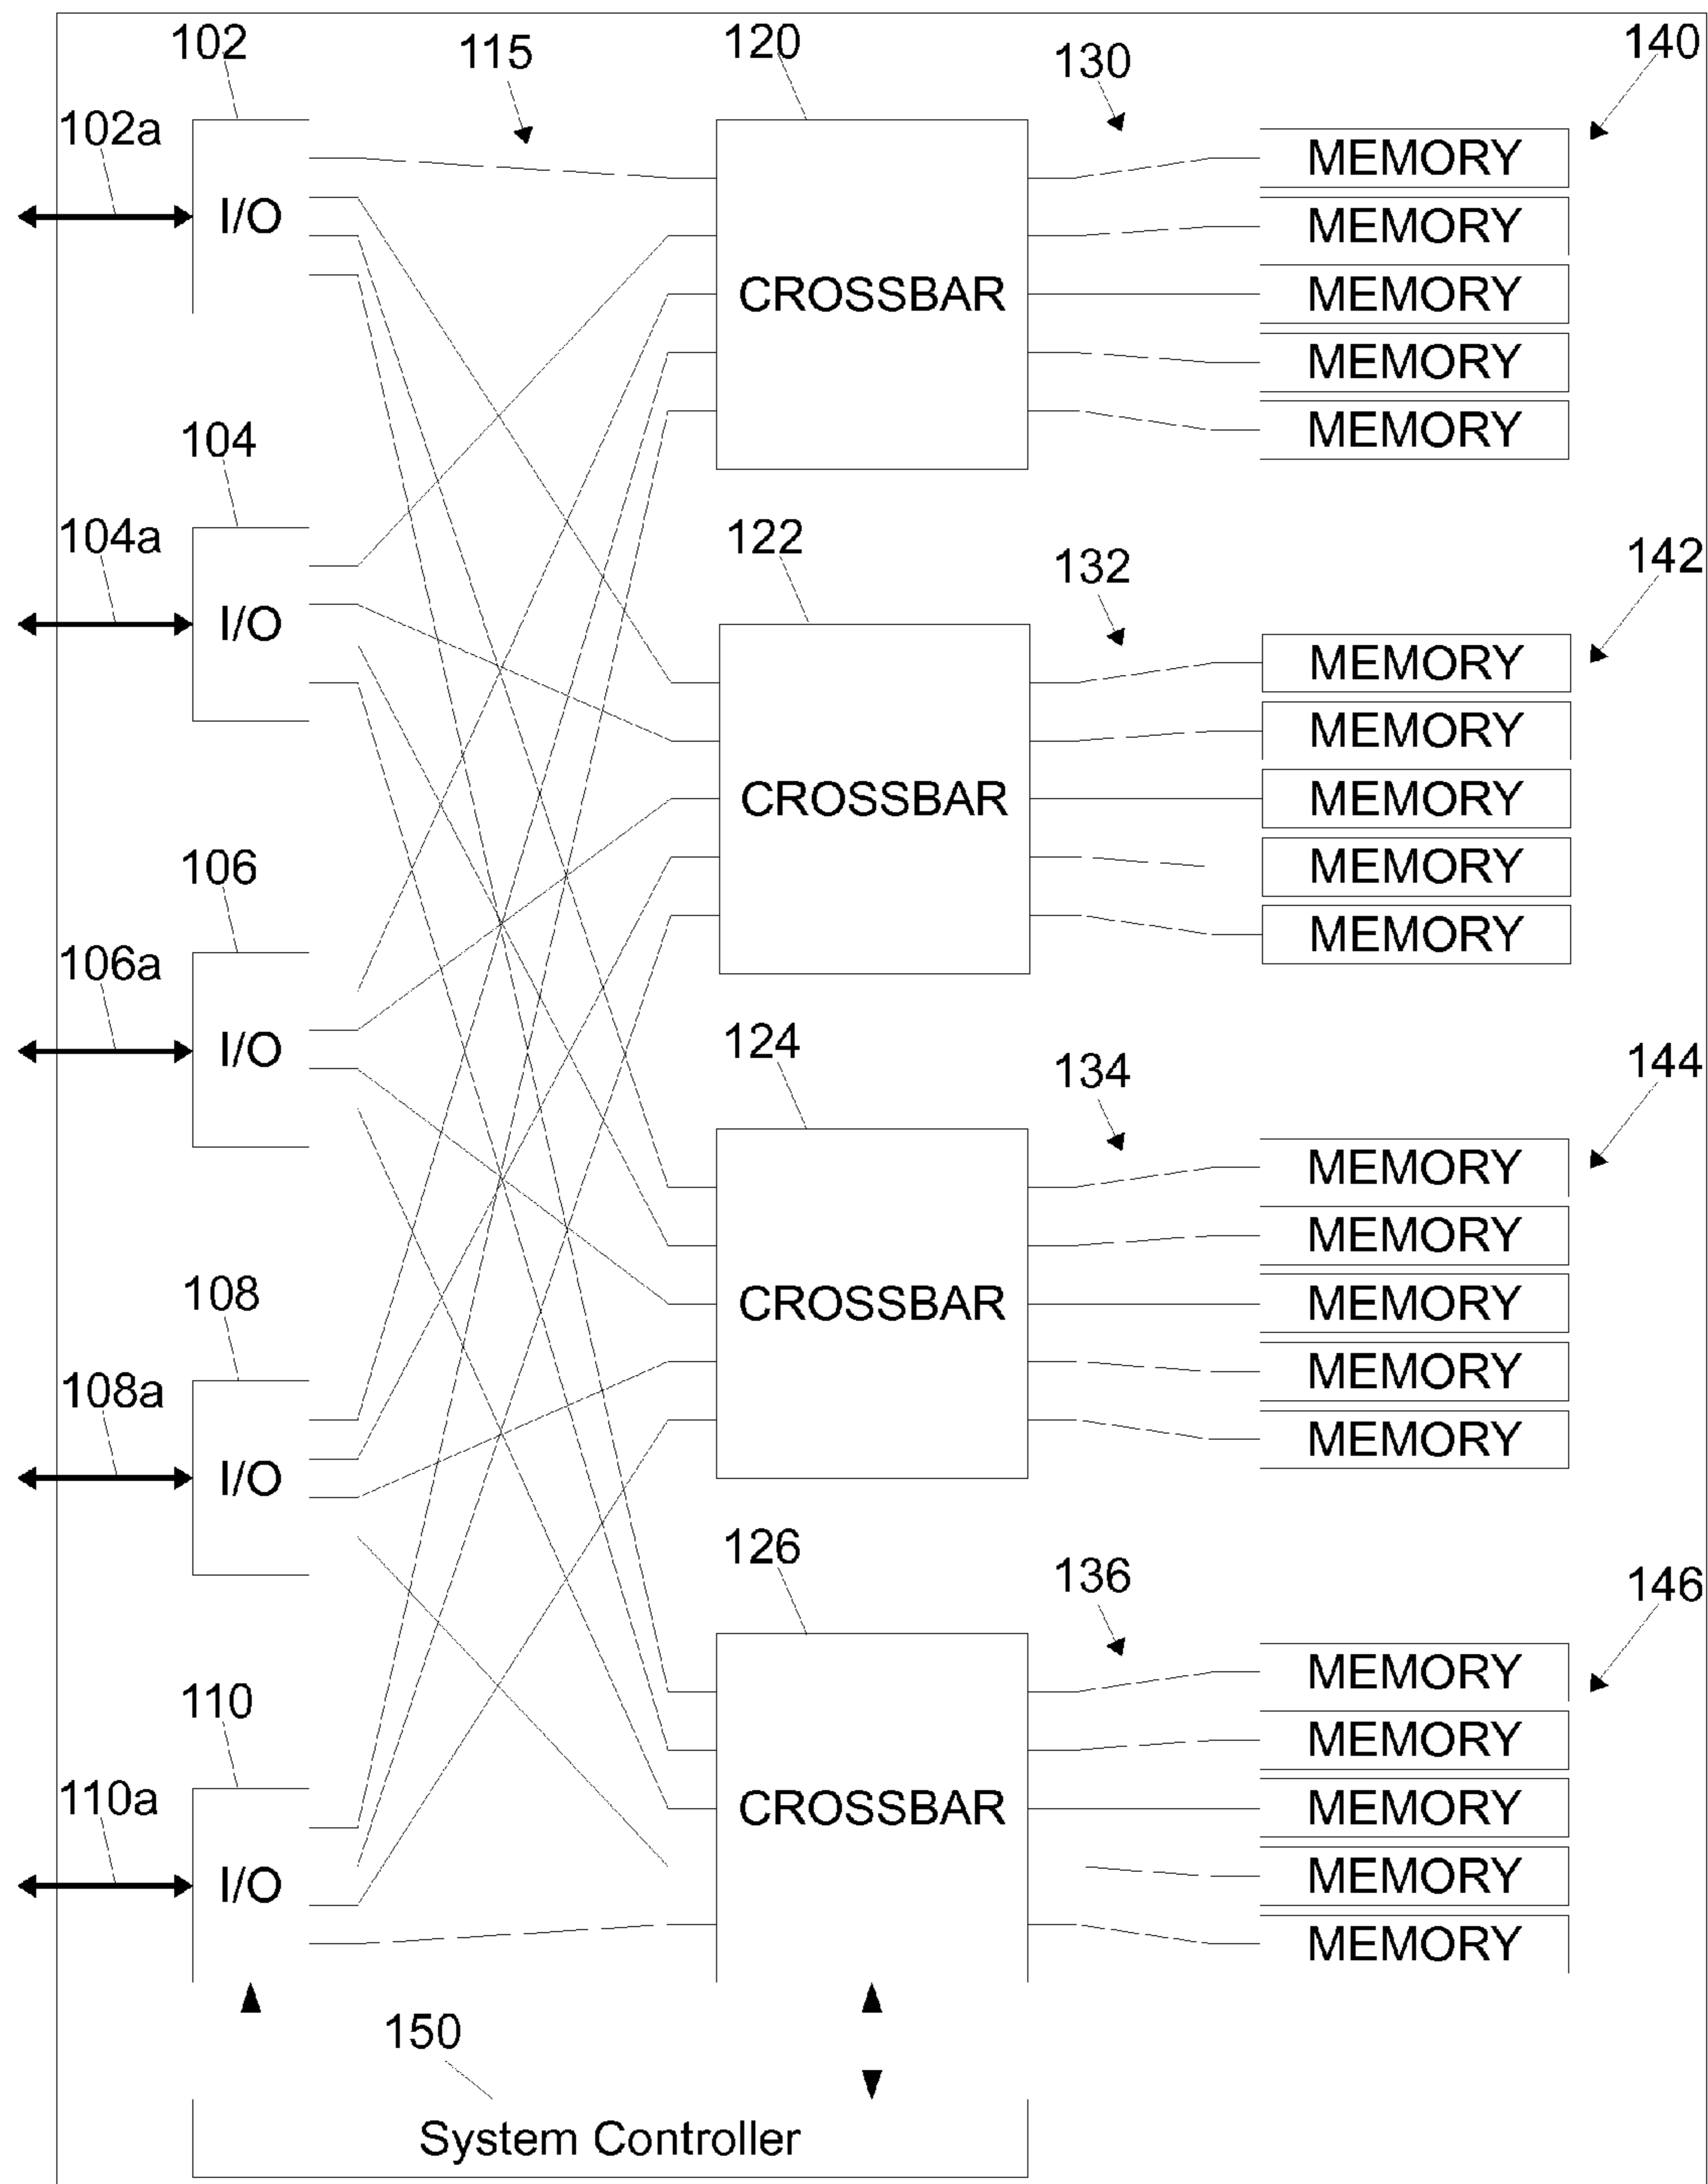 102 115 120 130 140
102a
MEMORY
I/O MEMORY
CROSSBAR MEMORY
MEMORY
104 MEMORY
104a 122 132 142
I/O MEMORY
MEMORY
CROSSBAR MEMORY
106 MEMORY
106a MEMORY
I/O 124 134 144
MEMORY
MEMORY
108 CROSSBAR MEMORY
108a MEMORY
MEMORY
I/O
126 136 146
110 MEMORY
MEMORY
110a CROSSBAR MEMORY
I/O MEMORY
MEMORY
150
System Controller